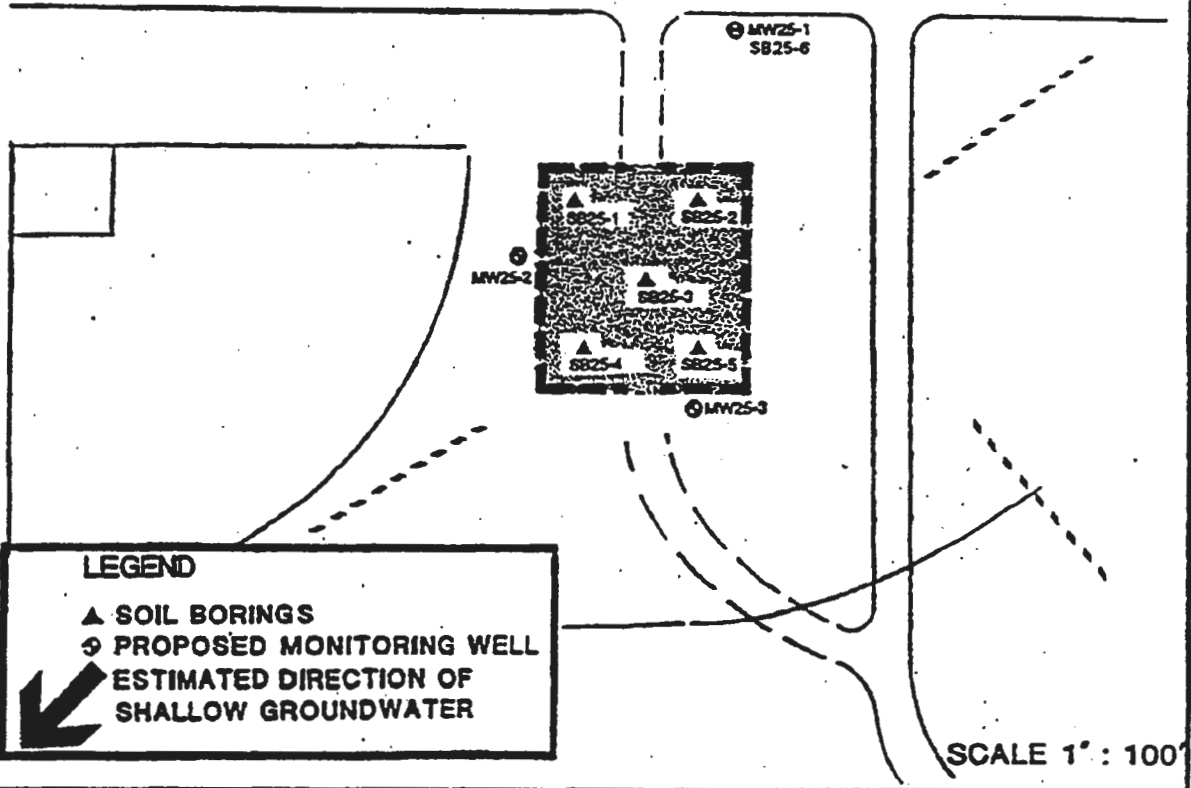 MW25-1
SB25-6
SB25-1
SB25-2
MW25-2
SB25-3
SB25-4
SB25-5
MW25-3
LEGEND
SOIL BORINGS
PROPOSED MONITORING WELL
ESTIMATED DIRECTION OF
SHALLOW GROUNDWATER
SCALE 1" : 100'